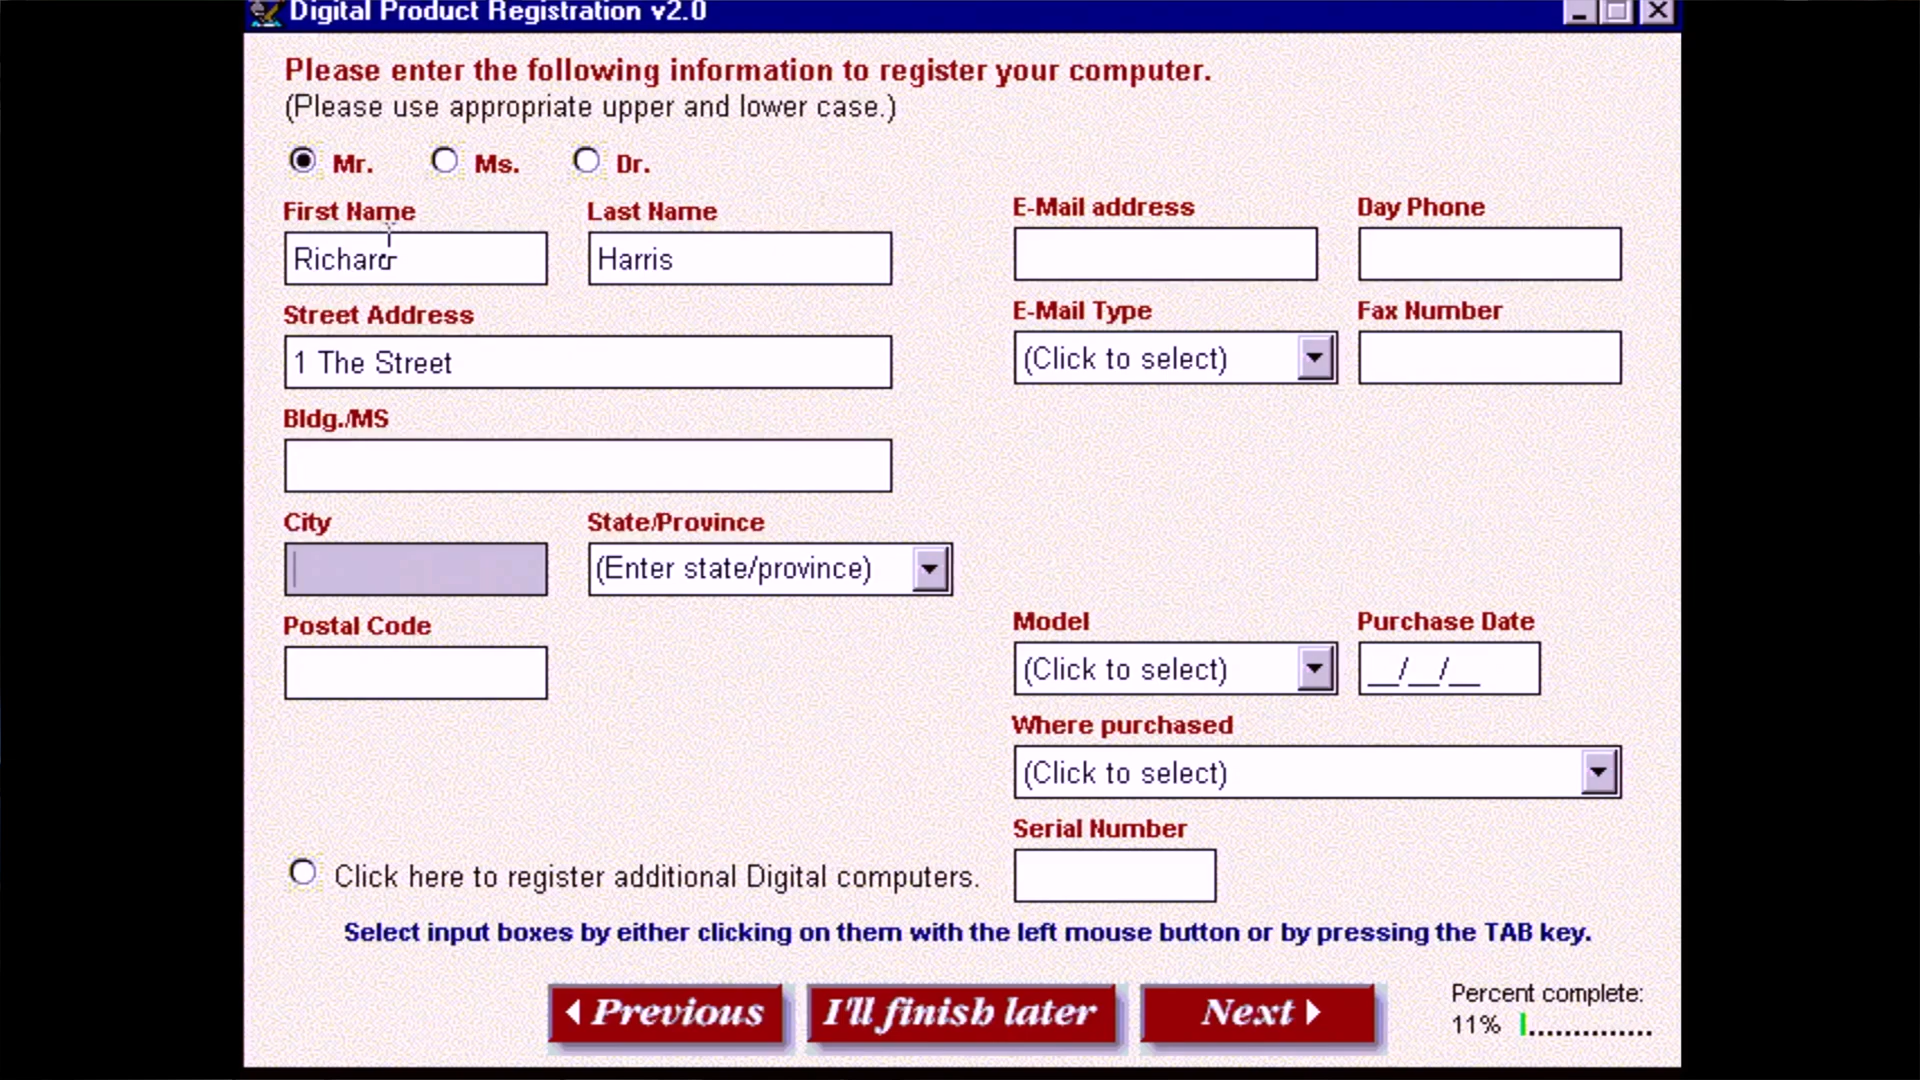 Digital Product Registration v2.0
Please enter the following information to register your computer.
(Please use appropriate upper and lower case.)
Mr. Ms. Dr.
First Name Last Name E-Mail address Day Phone
Richard Harris
Street Address E-Mail Type Fax Number
1 The Street (Click to select)
Bldg./MS
City State/Province
(Enter state/province)
Postal Code Model Purchase Date
(Click to select) __/__/__
Where purchased
(Click to select)
Serial Number
Click here to register additional Digital computers.
Select input boxes by either clicking on them with the left mouse button or by pressing the TAB key.
Previous I'll finish later Next Percent complete:
11%